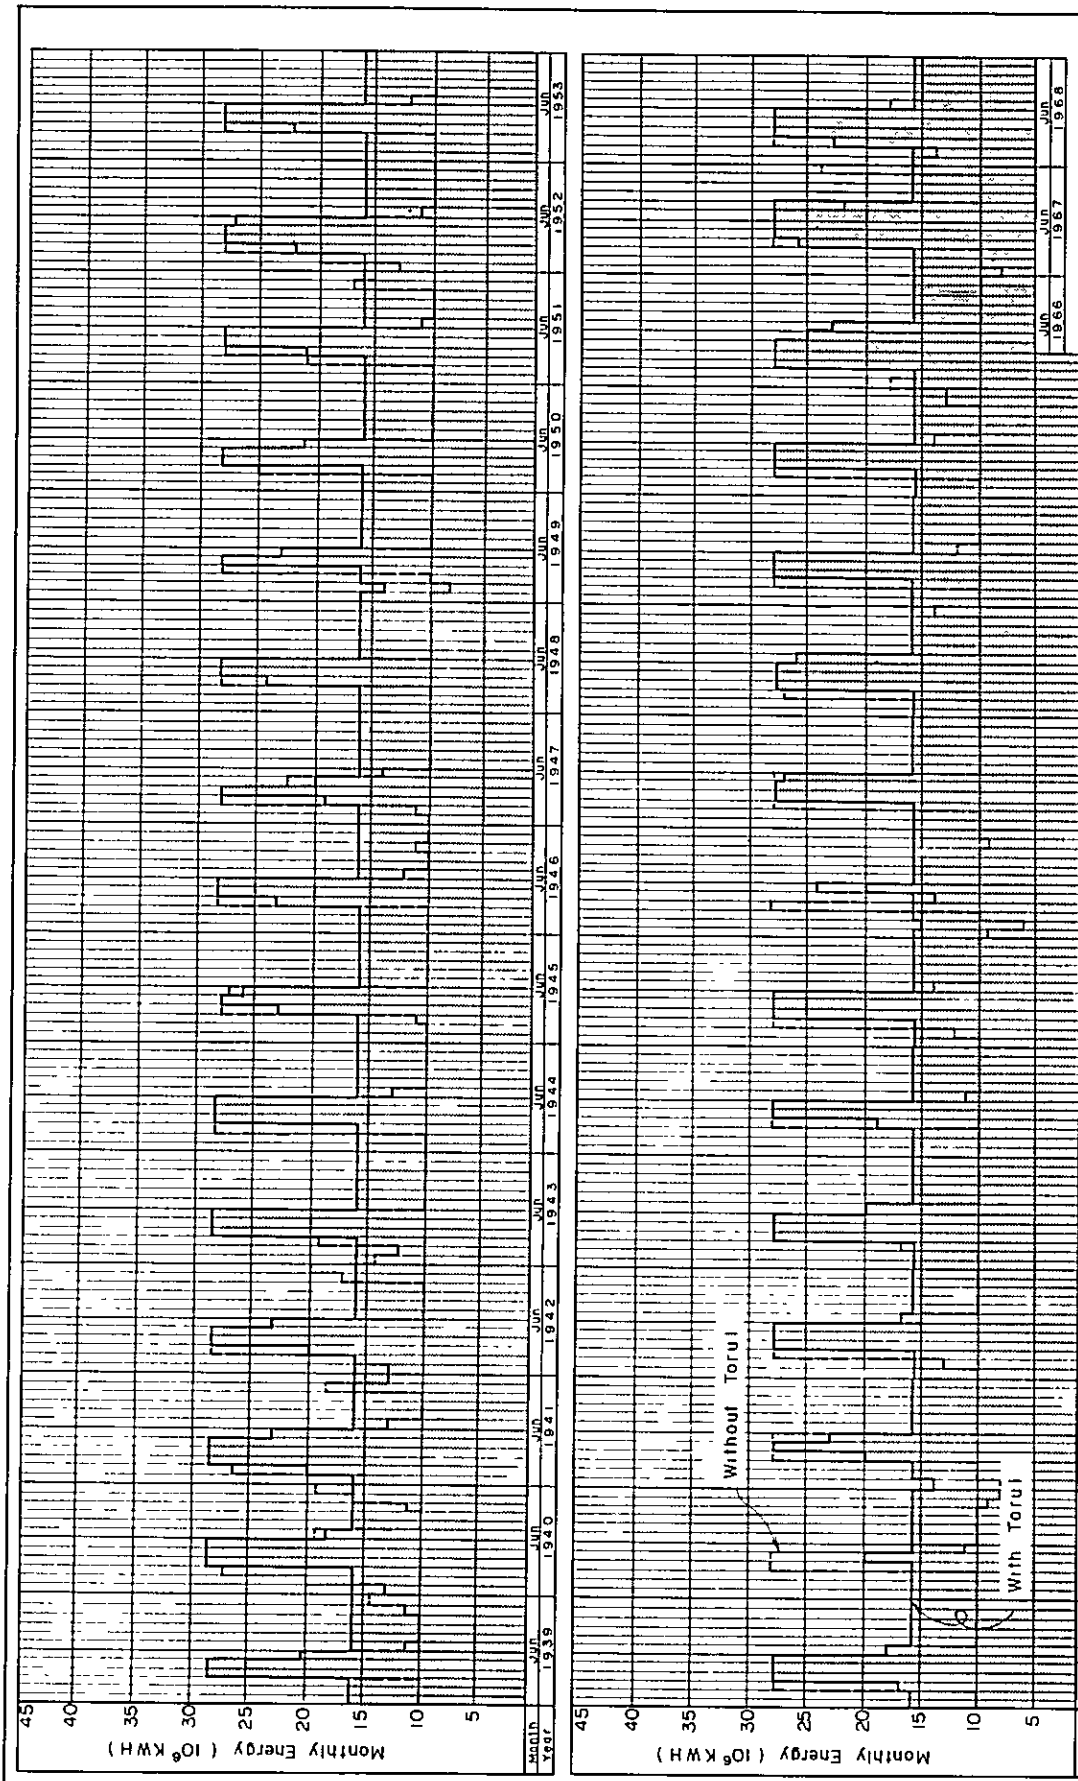 Monthly Energy ( 10⁶ KWH )
45
40
35
30
25
20
15
10
5
Month
Year
Jun
1939
Jun
1940
Jun
1941
Jun
1942
Jun
1943
Jun
1944
Jun
1945
Jun
1946
Jun
1947
Jun
1948
Jun
1949
Jun
1950
Jun
1951
Jun
1952
Jun
1953
Monthly Energy ( 10⁶ KWH )
45
40
35
30
25
20
15
10
5
Without Torul
With Torul
Jun
1966
Jun
1967
Jun
1968